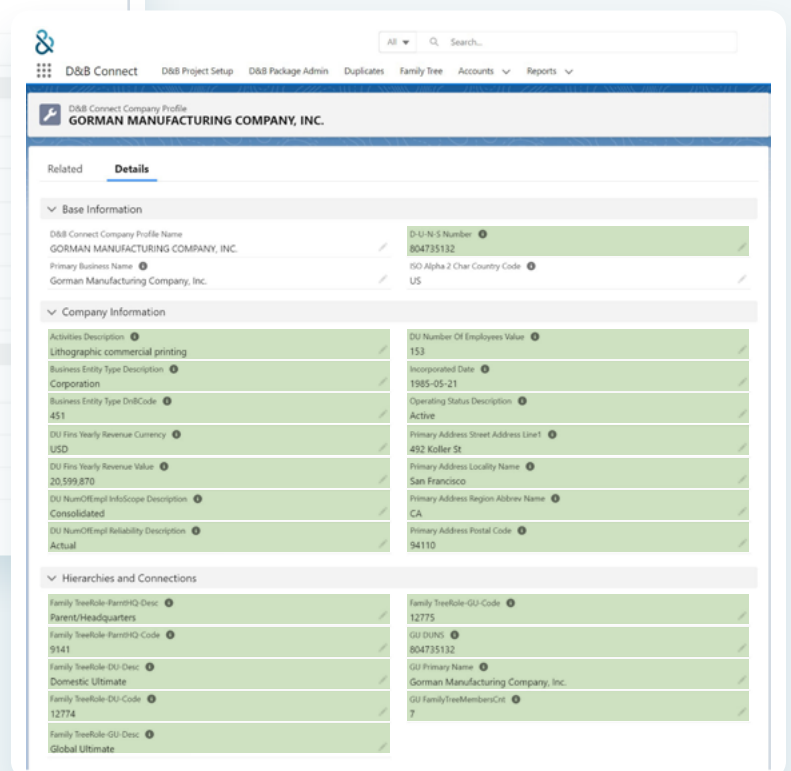 All
Search...
D&B Connect
D&B Project Setup
D&B Package Admin
Duplicates
Family Tree
Accounts
Reports
D&B Connect Company Profile
GORMAN MANUFACTURING COMPANY, INC.
Related
Details
Base Information
D&B Connect Company Profile Name
GORMAN MANUFACTURING COMPANY, INC.
D-U-N-S Number
804735132
Primary Business Name
Gorman Manufacturing Company, Inc.
ISO Alpha 2 Char Country Code
US
Company Information
Activities Description
Lithographic commercial printing
DU Number Of Employees Value
153
Business Entity Type Description
Corporation
Incorporated Date
1985-05-21
Business Entity Type DnBCode
451
Operating Status Description
Active
DU Fins Yearly Revenue Currency
USD
Primary Address Street Address Line1
492 Koller St
DU Fins Yearly Revenue Value
20,599,870
Primary Address Locality Name
San Francisco
DU NumOfEmpl InfoScope Description
Consolidated
Primary Address Region Abbrev Name
CA
DU NumOfEmpl Reliability Description
Actual
Primary Address Postal Code
94110
Hierarchies and Connections
Family TreeRole-ParntHQ-Desc
Parent/Headquarters
Family TreeRole-GU-Code
12775
Family TreeRole-ParntHQ-Code
9141
GU DUNS
804735132
Family TreeRole-DU-Desc
Domestic Ultimate
GU Primary Name
Gorman Manufacturing Company, Inc.
Family TreeRole-DU-Code
12774
GU FamilyTreeMembersCnt
7
Family TreeRole-GU-Desc
Global Ultimate